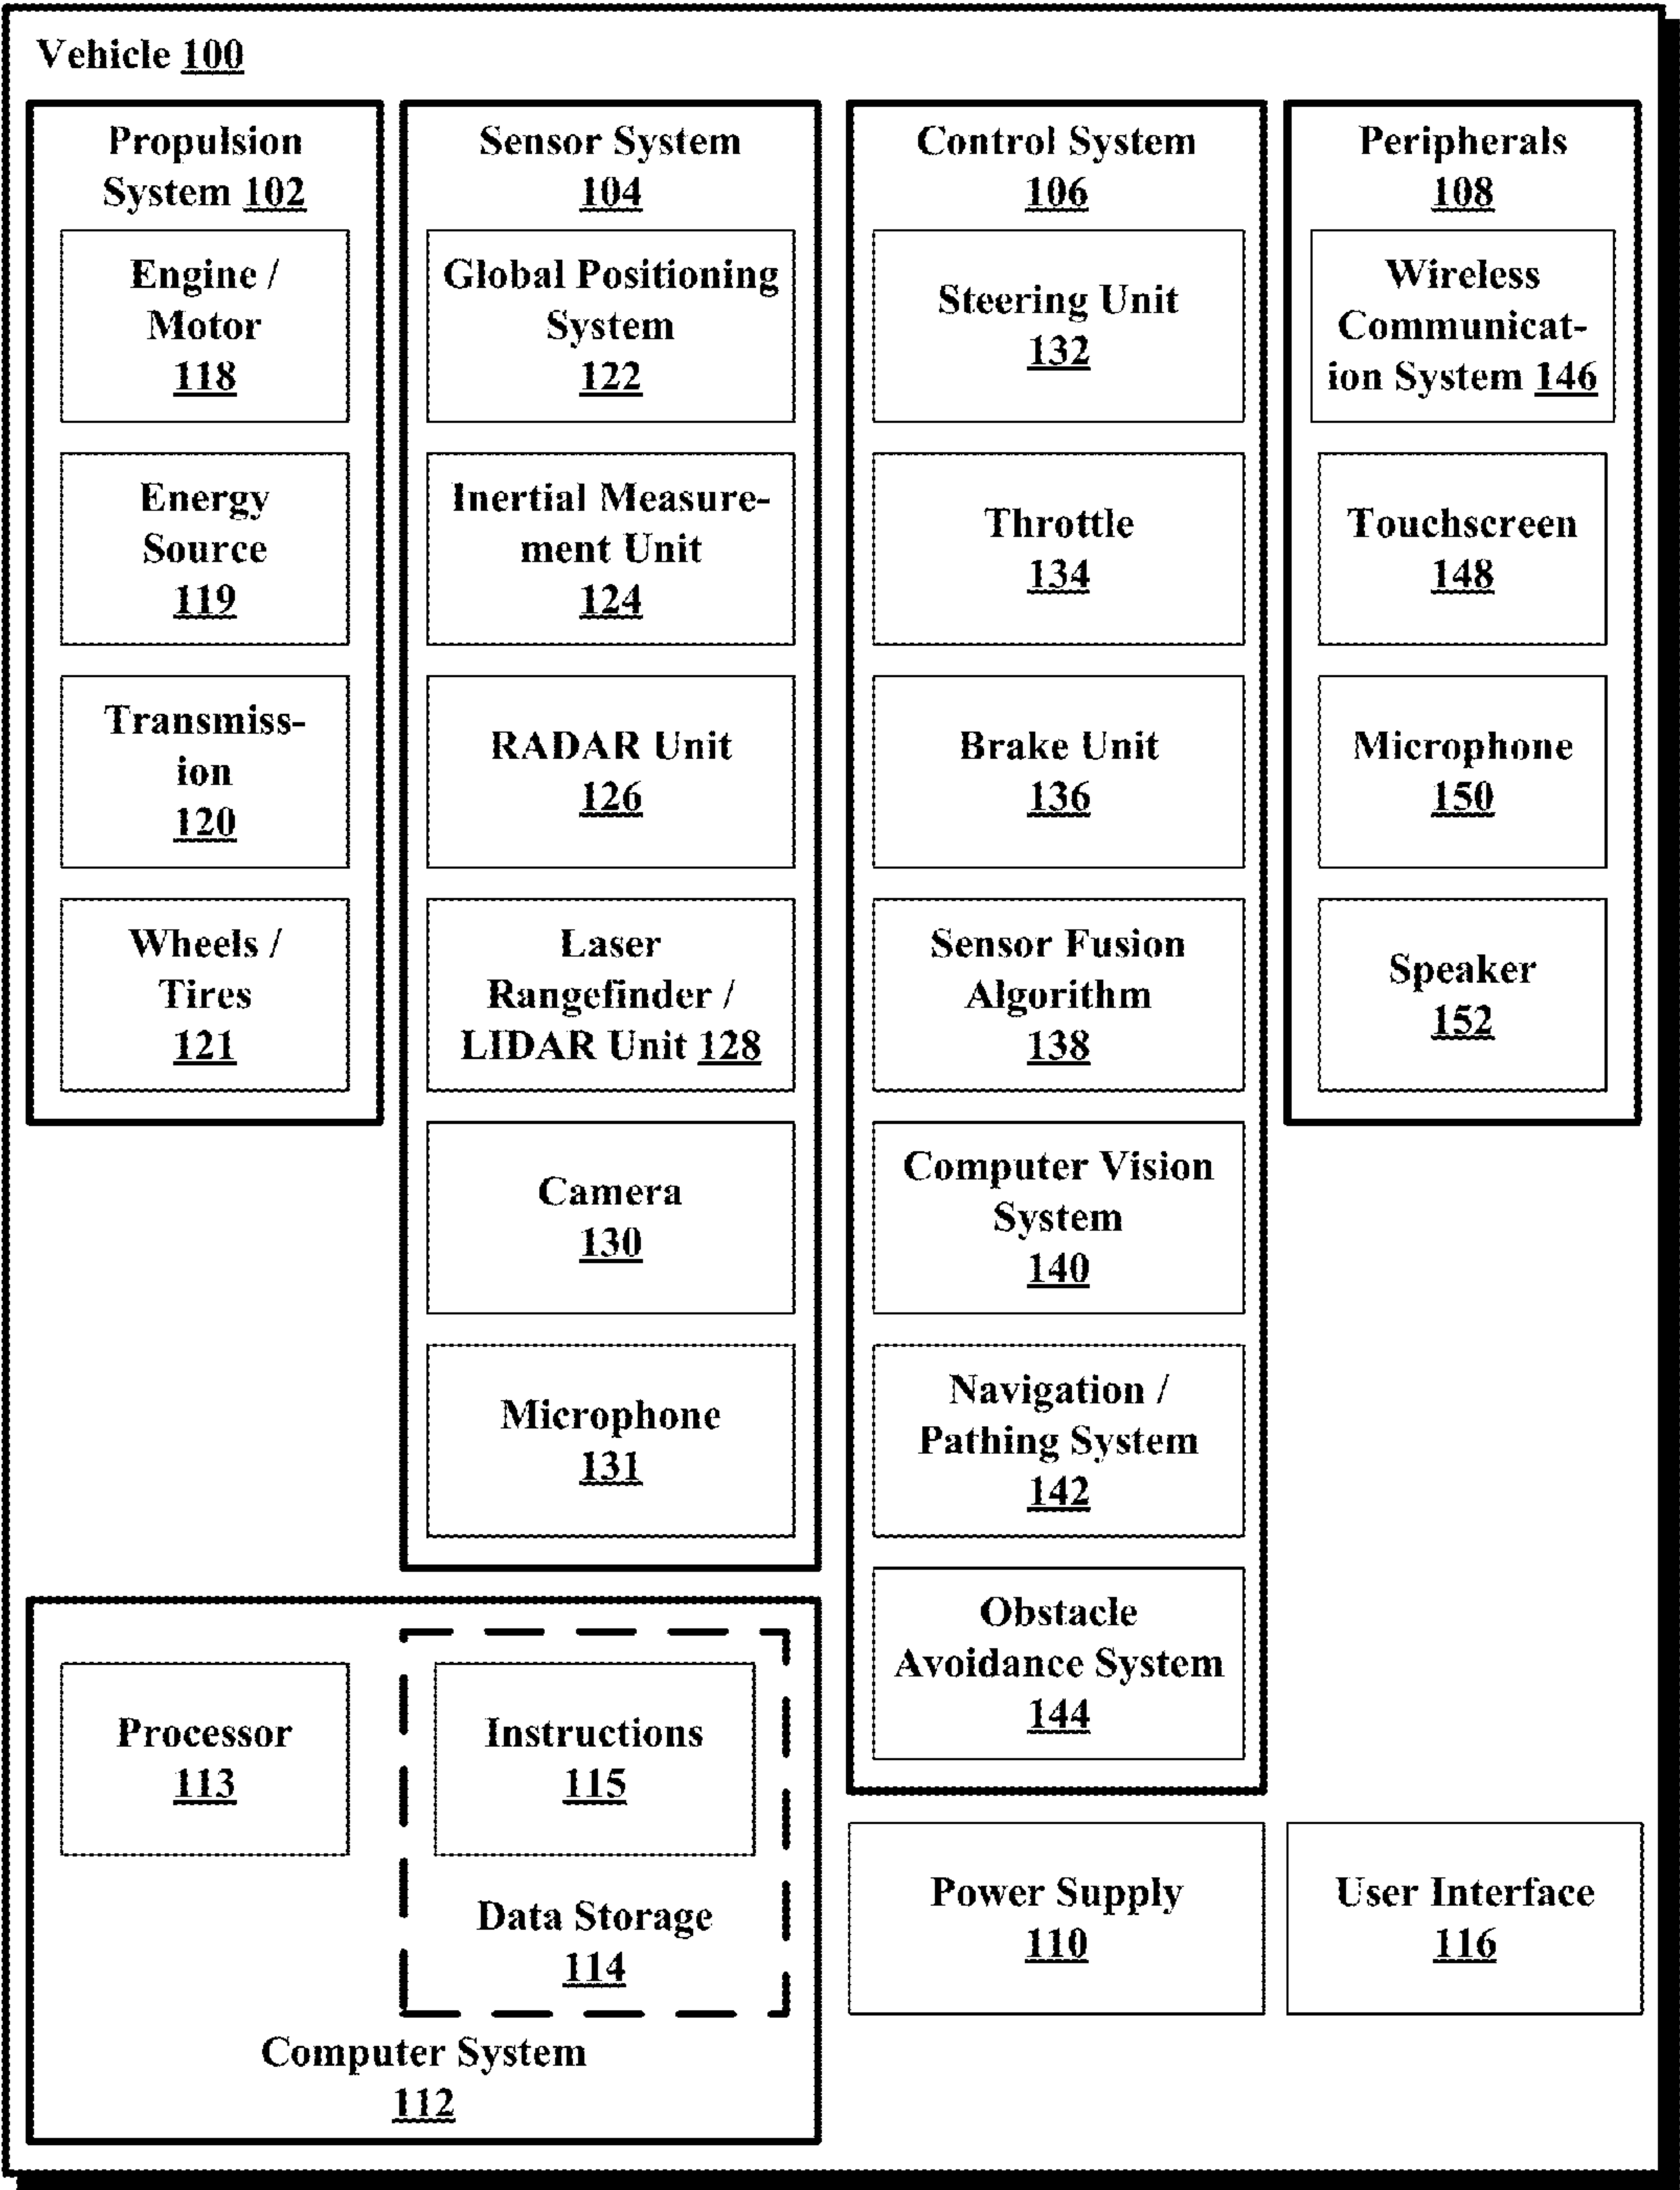 Vehicle 100
Propulsion
System 102
Engine /
Motor
118
Energy
Source
119
Transmiss-
ion
120
Wheels /
Tires
121
Sensor System
104
Global Positioning
System
122
Inertial Measure-
ment Unit
124
RADAR Unit
126
Laser
Rangefinder /
LIDAR Unit 128
Camera
130
Microphone
131
Control System
106
Steering Unit
132
Throttle
134
Brake Unit
136
Sensor Fusion
Algorithm
138
Computer Vision
System
140
Navigation /
Pathing System
142
Obstacle
Avoidance System
144
Peripherals
108
Wireless
Communicat-
ion System 146
Touchscreen
148
Microphone
150
Speaker
152
Processor
113
Instructions
115
Data Storage
114
Computer System
112
Power Supply
110
User Interface
116